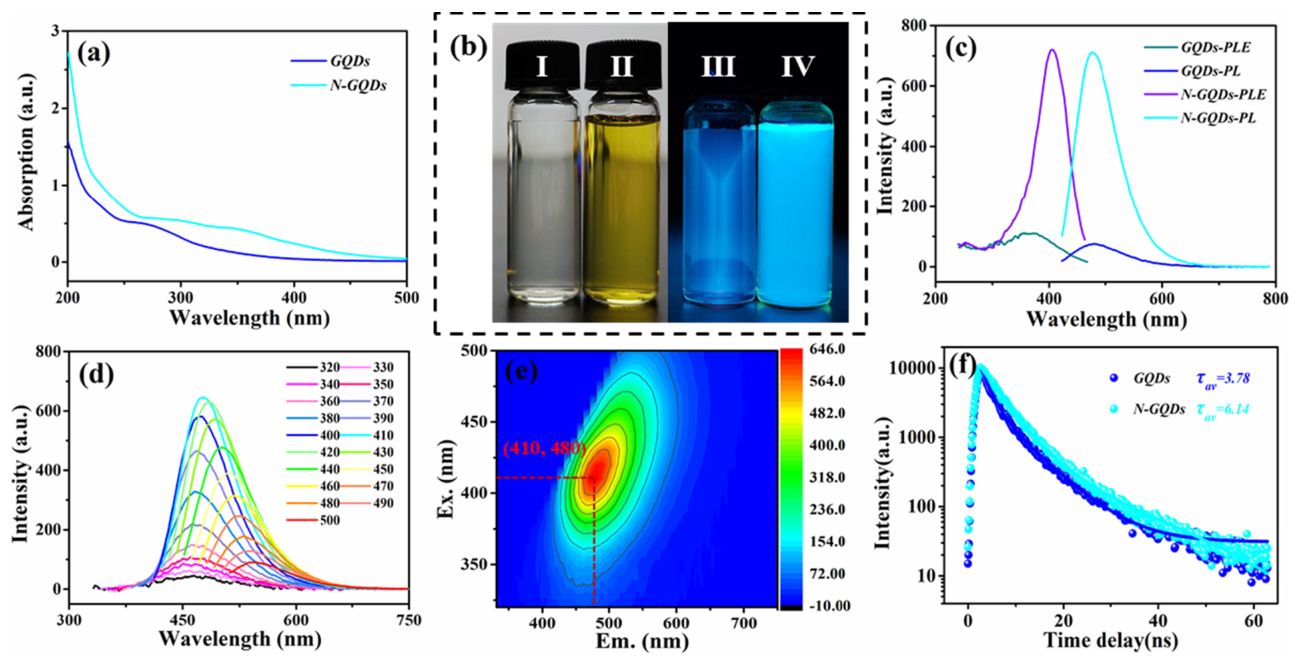 (a)
GQDs
N-GQDs
3
2
1
0
200
300
400
500
Absorption (a.u.)
Wavelength (nm)
(b)
I
II
III
IV
(c)
GQDs-PLE
GQDs-PL
N-GQDs-PLE
N-GQDs-PL
800
600
400
200
0
200
400
600
800
Intensity (a.u.)
Wavelength (nm)
(d)
320 330
340 350
360 370
380 390
400 410
420 430
440 450
460 470
480 490
500
800
600
400
200
0
300
450
600
750
Intensity (a.u.)
Wavelength (nm)
(e)
(410, 480)
500
450
400
350
400
500
600
700
Ex. (nm)
Em. (nm)
646.0
564.0
482.0
400.0
318.0
236.0
154.0
72.00
-10.00
(f)
GQDs τav=3.78
N-GQDs τav=6.14
10000
1000
100
10
0
20
40
60
Intensity(a.u.)
Time delay(ns)